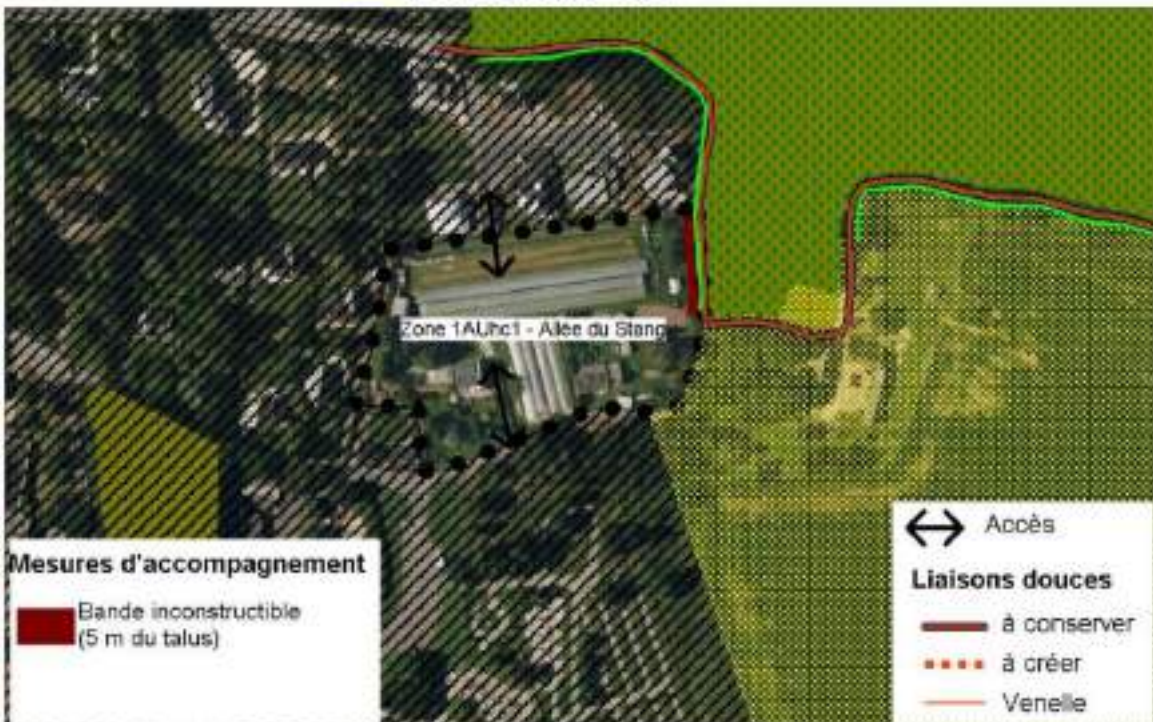 Zone 1AUhc1 - Allée du Stang
Mesures d'accompagnement
Bande inconstructible
(5 m du talus)
Accès
Liaisons douces
à conserver
à créer
Venelle